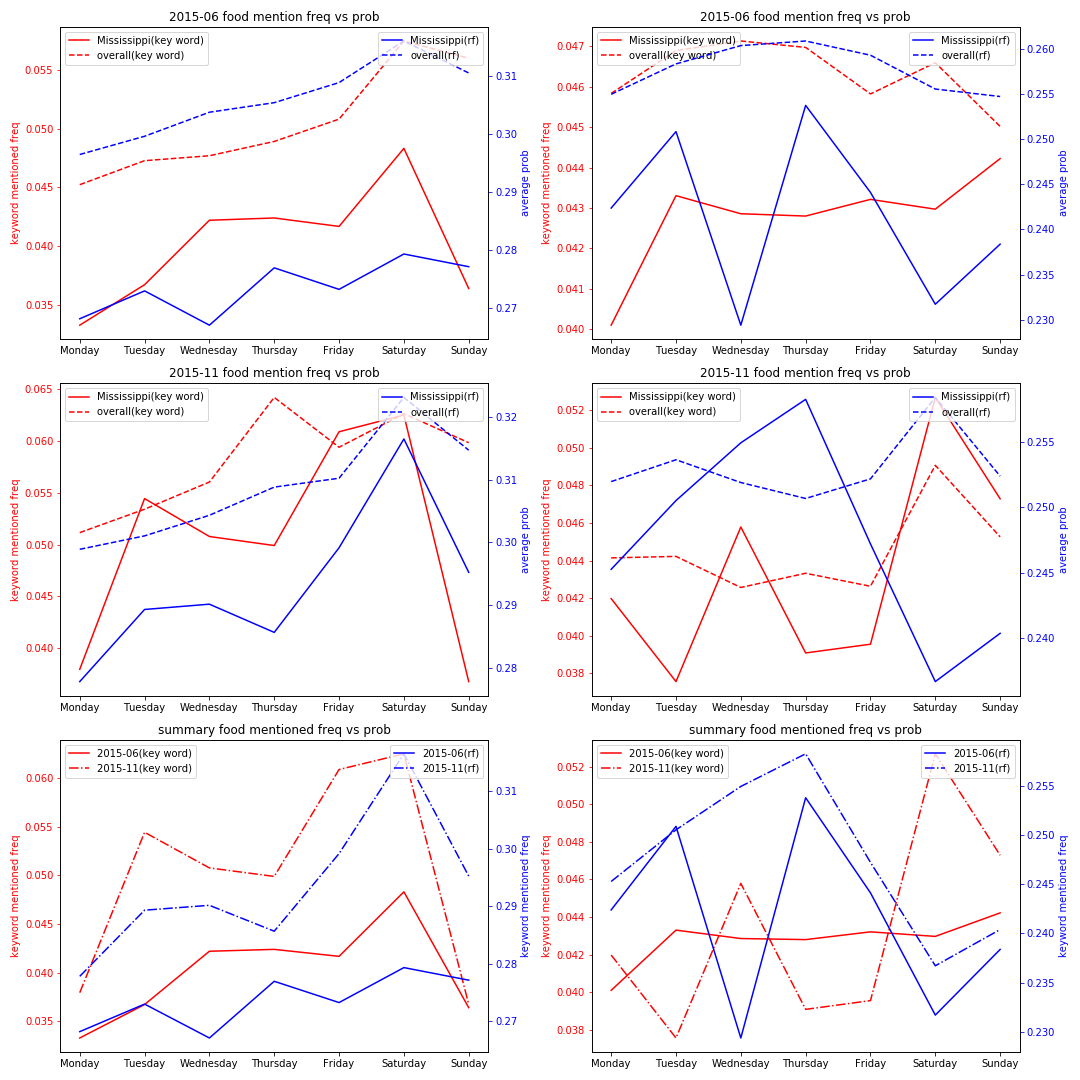 2015-06 food mention freq vs prob
Mississippi(key word)
overall(key word)
Mississippi(rf)
overall(rf)
keyword mentioned freq
0.055
0.050
0.045
0.040
0.035
0.31
0.30
0.29
0.28
0.27
average prob
Monday Tuesday Wednesday Thursday Friday Saturday Sunday
2015-06 food mention freq vs prob
Mississippi(key word)
overall(key word)
Mississippi(rf)
overall(rf)
keyword mentioned freq
0.047
0.046
0.045
0.044
0.043
0.042
0.041
0.040
0.260
0.255
0.250
0.245
0.240
0.235
0.230
average prob
Monday Tuesday Wednesday Thursday Friday Saturday Sunday
2015-11 food mention freq vs prob
Mississippi(key word)
overall(key word)
Mississippi(rf)
overall(rf)
keyword mentioned freq
0.065
0.060
0.055
0.050
0.045
0.040
0.32
0.31
0.30
0.29
0.28
average prob
Monday Tuesday Wednesday Thursday Friday Saturday Sunday
2015-11 food mention freq vs prob
Mississippi(key word)
overall(key word)
Mississippi(rf)
overall(rf)
keyword mentioned freq
0.052
0.050
0.048
0.046
0.044
0.042
0.040
0.038
0.255
0.250
0.245
0.240
average prob
Monday Tuesday Wednesday Thursday Friday Saturday Sunday
summary food mentioned freq vs prob
2015-06(key word)
2015-11(key word)
2015-06(rf)
2015-11(rf)
keyword mentioned freq
0.060
0.055
0.050
0.045
0.040
0.035
0.31
0.30
0.29
0.28
0.27
keyword mentioned freq
Monday Tuesday Wednesday Thursday Friday Saturday Sunday
summary food mentioned freq vs prob
2015-06(key word)
2015-11(key word)
2015-06(rf)
2015-11(rf)
keyword mentioned freq
0.052
0.050
0.048
0.046
0.044
0.042
0.040
0.038
0.255
0.250
0.245
0.240
0.235
0.230
keyword mentioned freq
Monday Tuesday Wednesday Thursday Friday Saturday Sunday